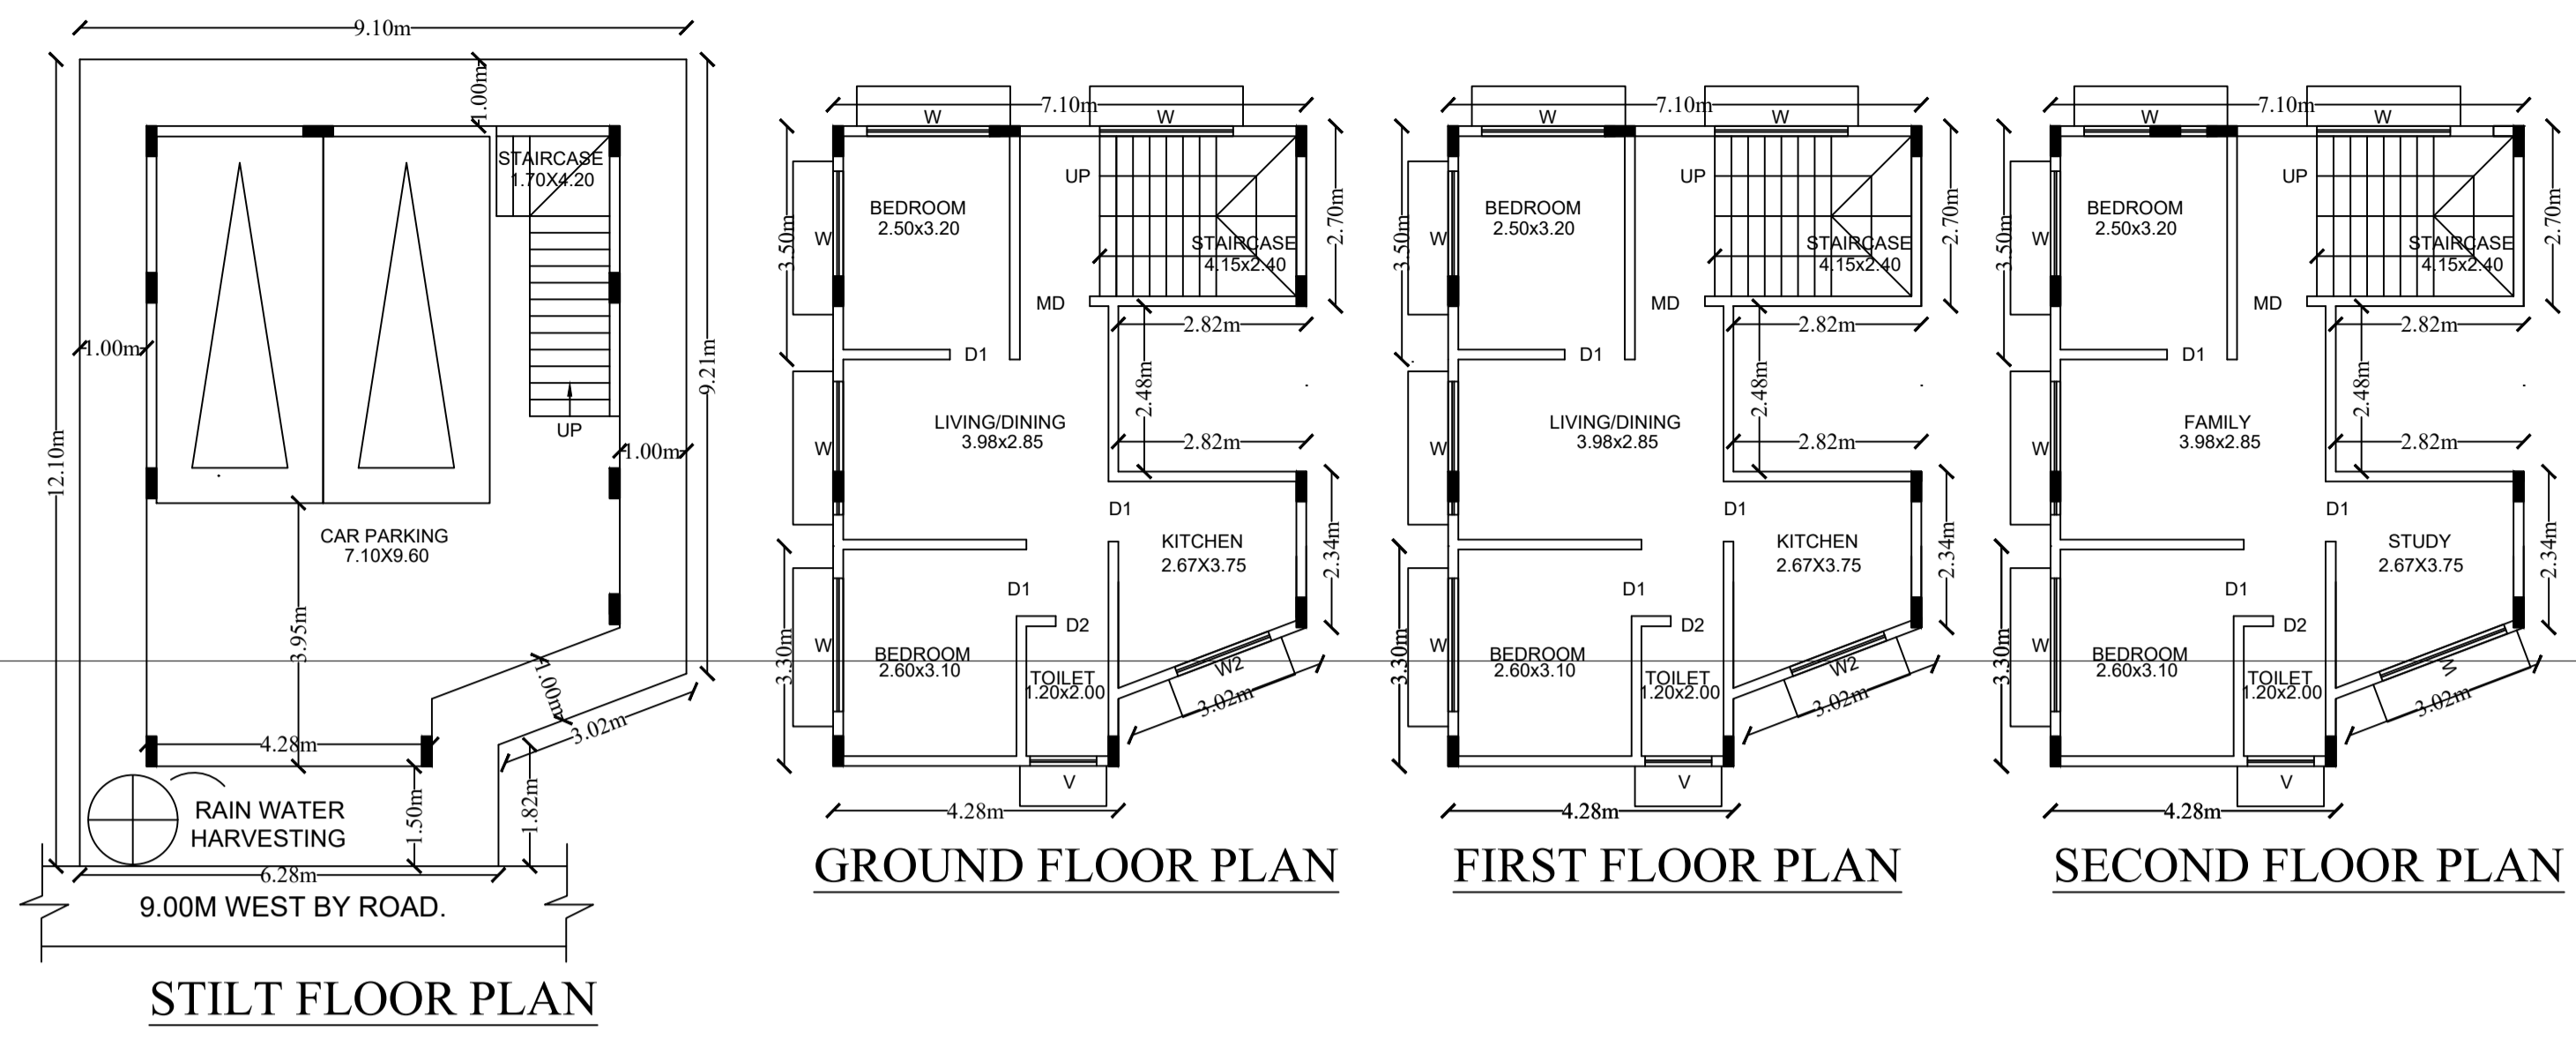 9.10m
1.00m
STAIRCASE
1.70X4.20
1.00m
12.10m
9.21m
UP
1.00m
CAR PARKING
7.10X9.60
3.95m
1.00m
4.28m
3.02m
1.50m
1.82m
RAIN WATER
HARVESTING
6.28m
9.00M WEST BY ROAD.
STILT FLOOR PLAN
7.10m
W
W
UP
BEDROOM
2.50x3.20
3.50m
W
2.70m
STAIRCASE
4.15x2.40
MD
2.82m
D1
2.48m
LIVING/DINING
3.98x2.85
W
2.82m
D1
KITCHEN
2.67X3.75
2.34m
D1
D2
3.30m
W
BEDROOM
2.60x3.10
TOILET
1.20x2.00
W2
3.02m
V
4.28m
GROUND FLOOR PLAN
7.10m
W
W
UP
BEDROOM
2.50x3.20
3.50m
W
2.70m
STAIRCASE
4.15x2.40
MD
2.82m
D1
2.48m
LIVING/DINING
3.98x2.85
W
2.82m
D1
KITCHEN
2.67X3.75
2.34m
D1
D2
3.30m
W
BEDROOM
2.60x3.10
TOILET
1.20x2.00
W2
3.02m
V
4.28m
FIRST FLOOR PLAN
7.10m
W
W
UP
BEDROOM
2.50x3.20
3.50m
W
2.70m
STAIRCASE
4.15x2.40
MD
2.82m
D1
2.48m
FAMILY
3.98x2.85
W
2.82m
D1
STUDY
2.67X3.75
2.34m
D1
D2
3.30m
W
BEDROOM
2.60x3.10
TOILET
1.20x2.00
W
3.02m
V
4.28m
SECOND FLOOR PLAN